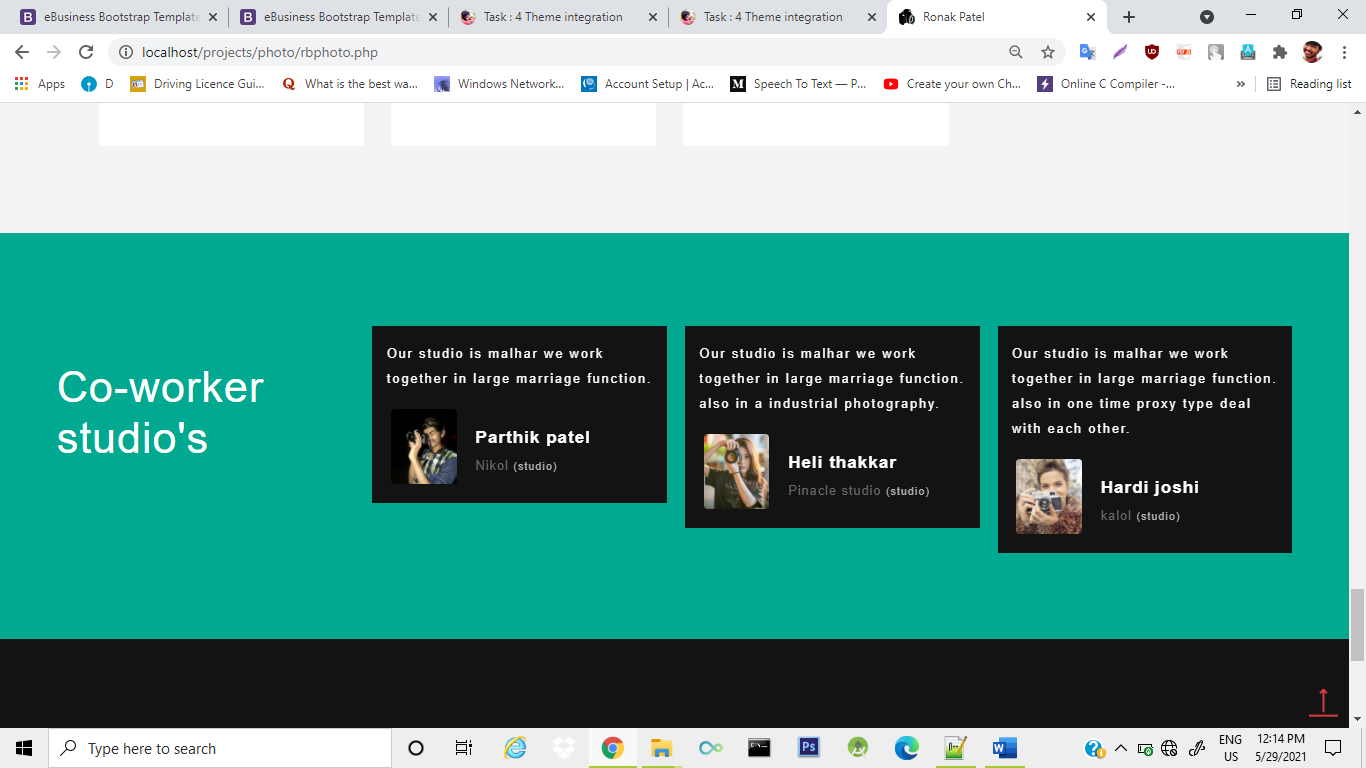 eBusiness Bootstrap Template
eBusiness Bootstrap Template
Task : 4 Theme integration
Task : 4 Theme integration
Ronak Patel
localhost/projects/photo/rbphoto.php
Apps
D
Driving Licence Gui...
What is the best wa...
Windows Network...
Account Setup | Ac...
Speech To Text — P...
Create your own Ch...
Online C Compiler -...
»
Reading list
Co-worker
studio's
Our studio is malhar we work
together in large marriage function.
Parthik patel
Nikol (studio)
Our studio is malhar we work
together in large marriage function.
also in a industrial photography.
Heli thakkar
Pinacle studio (studio)
Our studio is malhar we work
together in large marriage function.
also in one time proxy type deal
with each other.
Hardi joshi
kalol (studio)
Type here to search
ENG
US
12:14 PM
5/29/2021